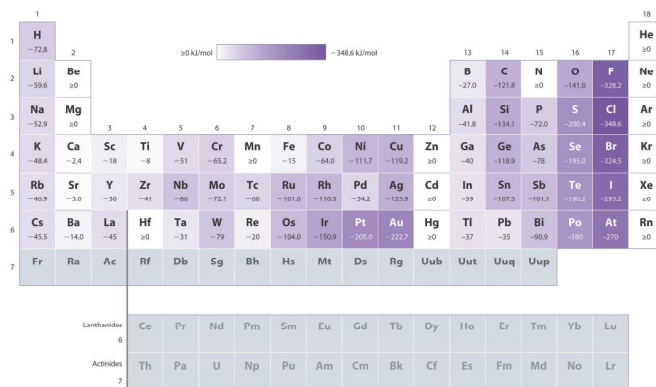 1 18
H He
1 −72.8 2 ≥0 kJ/mol −348.6 kJ/mol 13 14 15 16 17 ≥0
Li Be B C N O F Ne
2 −59.6 ≥0 −27.0 −121.8 ≥0 −141.0 −328.2 ≥0
Na Mg Al Si P S Cl Ar
3 −52.9 ≥0 3 4 5 6 7 8 9 10 11 12 −41.8 −134.1 −72.0 −200.4 −348.6 ≥0
K Ca Sc Ti V Cr Mn Fe Co Ni Cu Zn Ga Ge As Se Br Kr
4 −48.4 −2.4 −18 −8 −51 −65.2 ≥0 −15 −64.0 −111.7 −119.2 ≥0 −40 −118.9 −78 −195.0 −324.5 ≥0
Rb Sr Y Zr Nb Mo Tc Ru Rh Pd Ag Cd In Sn Sb Te I Xe
5 −46.9 −5.0 −30 −41 −86 −72.1 −60 −101.0 −110.3 −54.2 −125.9 ≥0 −39 −107.3 −101.1 −190.2 −295.2 ≥0
Cs Ba La Hf Ta W Re Os Ir Pt Au Hg Tl Pb Bi Po At Rn
6 −45.5 −14.0 −45 ≥0 −31 −79 −20 −104.0 −150.9 −205.0 −222.7 ≥0 −37 −35 −90.9 −180 −270 ≥0
7 Fr Ra Ac Rf Db Sg Bh Hs Mt Ds Rg Uub Uut Uuq Uup
Lanthanides Ce Pr Nd Pm Sm Eu Gd Tb Dy Ho Er Tm Yb Lu
6
Actinides Th Pa U Np Pu Am Cm Bk Cf Es Fm Md No Lr
7